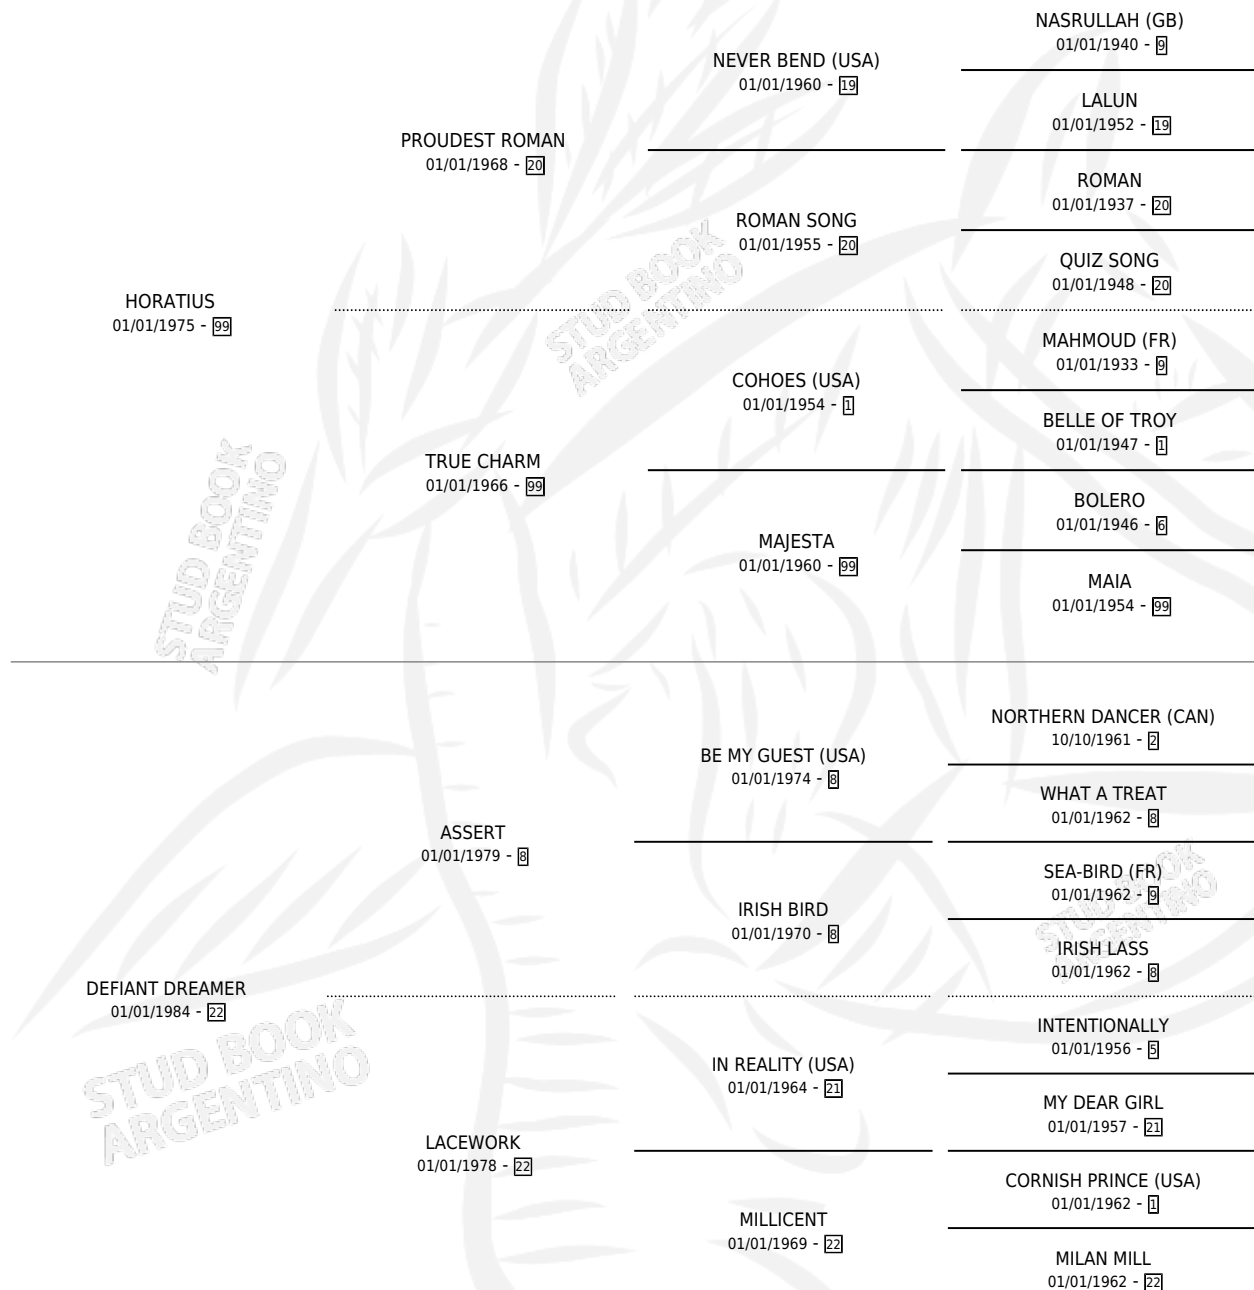 NASRULLAH (GB)
01/01/1940 - 9
NEVER BEND (USA)
01/01/1960 - 19
LALUN
01/01/1952 - 19
PROUDEST ROMAN
01/01/1968 - 20
ROMAN
01/01/1937 - 20
ROMAN SONG
01/01/1955 - 20
QUIZ SONG
01/01/1948 - 20
HORATIUS
01/01/1975 - 99
STUD BOOK
ARGENTINO
MAHMOUD (FR)
01/01/1933 - 9
COHOES (USA)
01/01/1954 - 1
BELLE OF TROY
01/01/1947 - 1
TRUE CHARM
01/01/1966 - 99
BOLERO
01/01/1946 - 6
MAJESTA
01/01/1960 - 99
MAIA
01/01/1954 - 99
STUD BOOK
ARGENTINO
NORTHERN DANCER (CAN)
10/10/1961 - 2
BE MY GUEST (USA)
01/01/1974 - 8
WHAT A TREAT
01/01/1962 - 8
ASSERT
01/01/1979 - 8
SEA-BIRD (FR)
01/01/1962 - 9
IRISH BIRD
01/01/1970 - 8
IRISH LASS
01/01/1962 - 8
STUD BOOK
ARGENTINO
DEFIANT DREAMER
01/01/1984 - 22
INTENTIONALLY
01/01/1956 - 5
IN REALITY (USA)
01/01/1964 - 21
MY DEAR GIRL
01/01/1957 - 21
STUD BOOK
ARGENTINO
LACEWORK
01/01/1978 - 22
CORNISH PRINCE (USA)
01/01/1962 - 1
MILLICENT
01/01/1969 - 22
MILAN MILL
01/01/1962 - 22